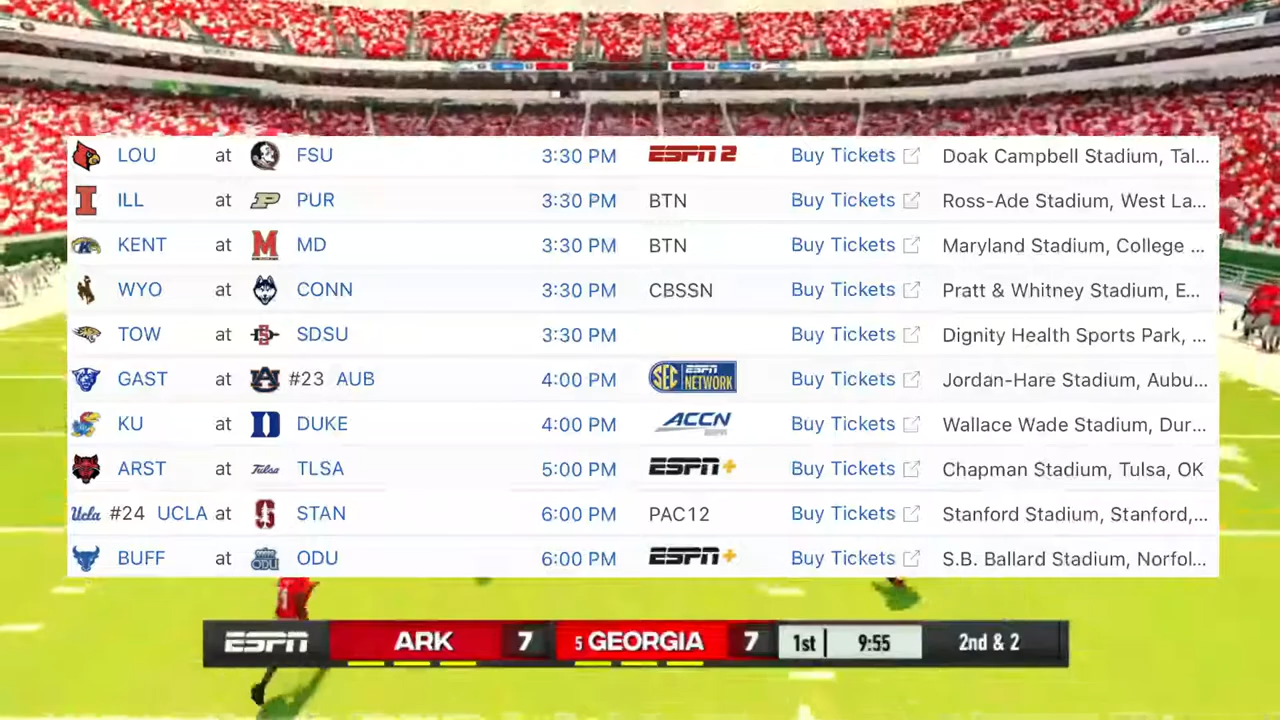 LOU at FSU 3:30 PM ESPN 2 Buy Tickets Doak Campbell Stadium, Tal...
ILL at PUR 3:30 PM BTN Buy Tickets Ross-Ade Stadium, West La...
KENT at MD 3:30 PM BTN Buy Tickets Maryland Stadium, College ...
WYO at CONN 3:30 PM CBSSN Buy Tickets Pratt & Whitney Stadium, E...
TOW at SDSU 3:30 PM Buy Tickets Dignity Health Sports Park, ...
GAST at #23 AUB 4:00 PM SEC ESPN NETWORK Buy Tickets Jordan-Hare Stadium, Aubu...
KU at DUKE 4:00 PM ACCN ESPN Buy Tickets Wallace Wade Stadium, Dur...
ARST at Tulsa TLSA 5:00 PM ESPN+ Buy Tickets Chapman Stadium, Tulsa, OK
Ucla #24 UCLA at STAN 6:00 PM PAC12 Buy Tickets Stanford Stadium, Stanford,...
BUFF at ODU ODU 6:00 PM ESPN+ Buy Tickets S.B. Ballard Stadium, Norfol...
ESPN ARK 7 5 GEORGIA 7 1st 9:55 2nd & 2